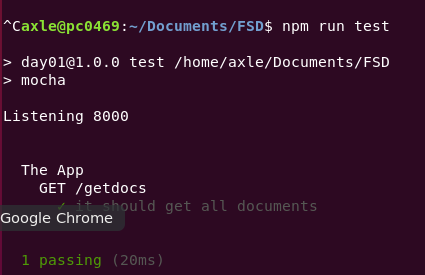 ^Caxle@pc0469:~/Documents/FSD$ npm run test
> day01@1.0.0 test /home/axle/Documents/FSD
> mocha
Listening 8000
The App
GET /getdocs
✓ it should get all documents
Google Chrome
1 passing (20ms)